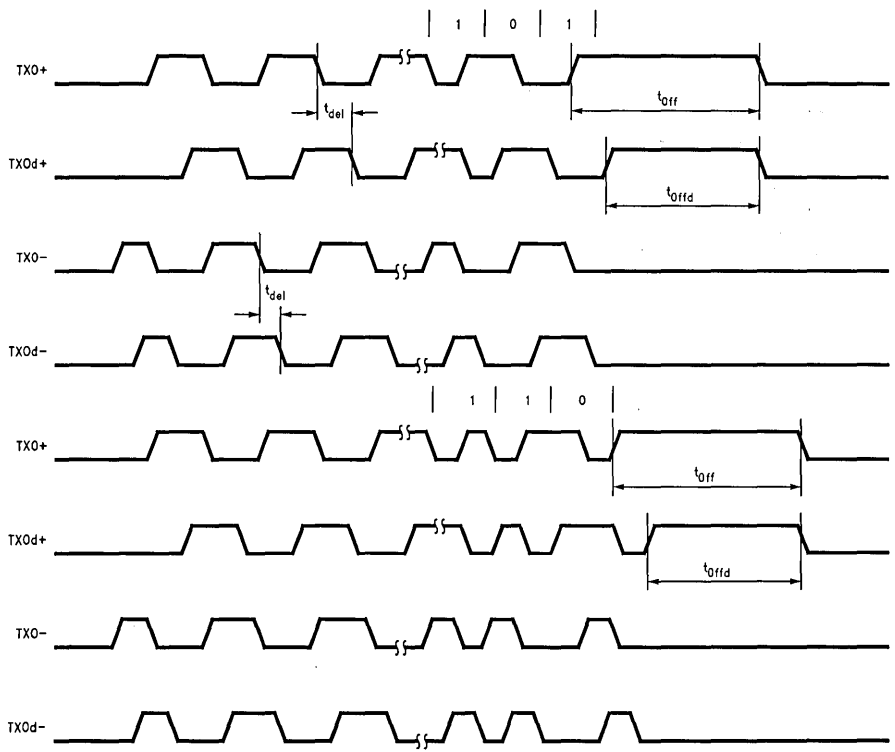 1 0 1
TXO+
t_del
t_Off
TXOd+
t_Offd
TXO-
t_del
TXOd-
1 1 0
TXO+
t_Off
TXOd+
t_Offd
TXO-
TXOd-